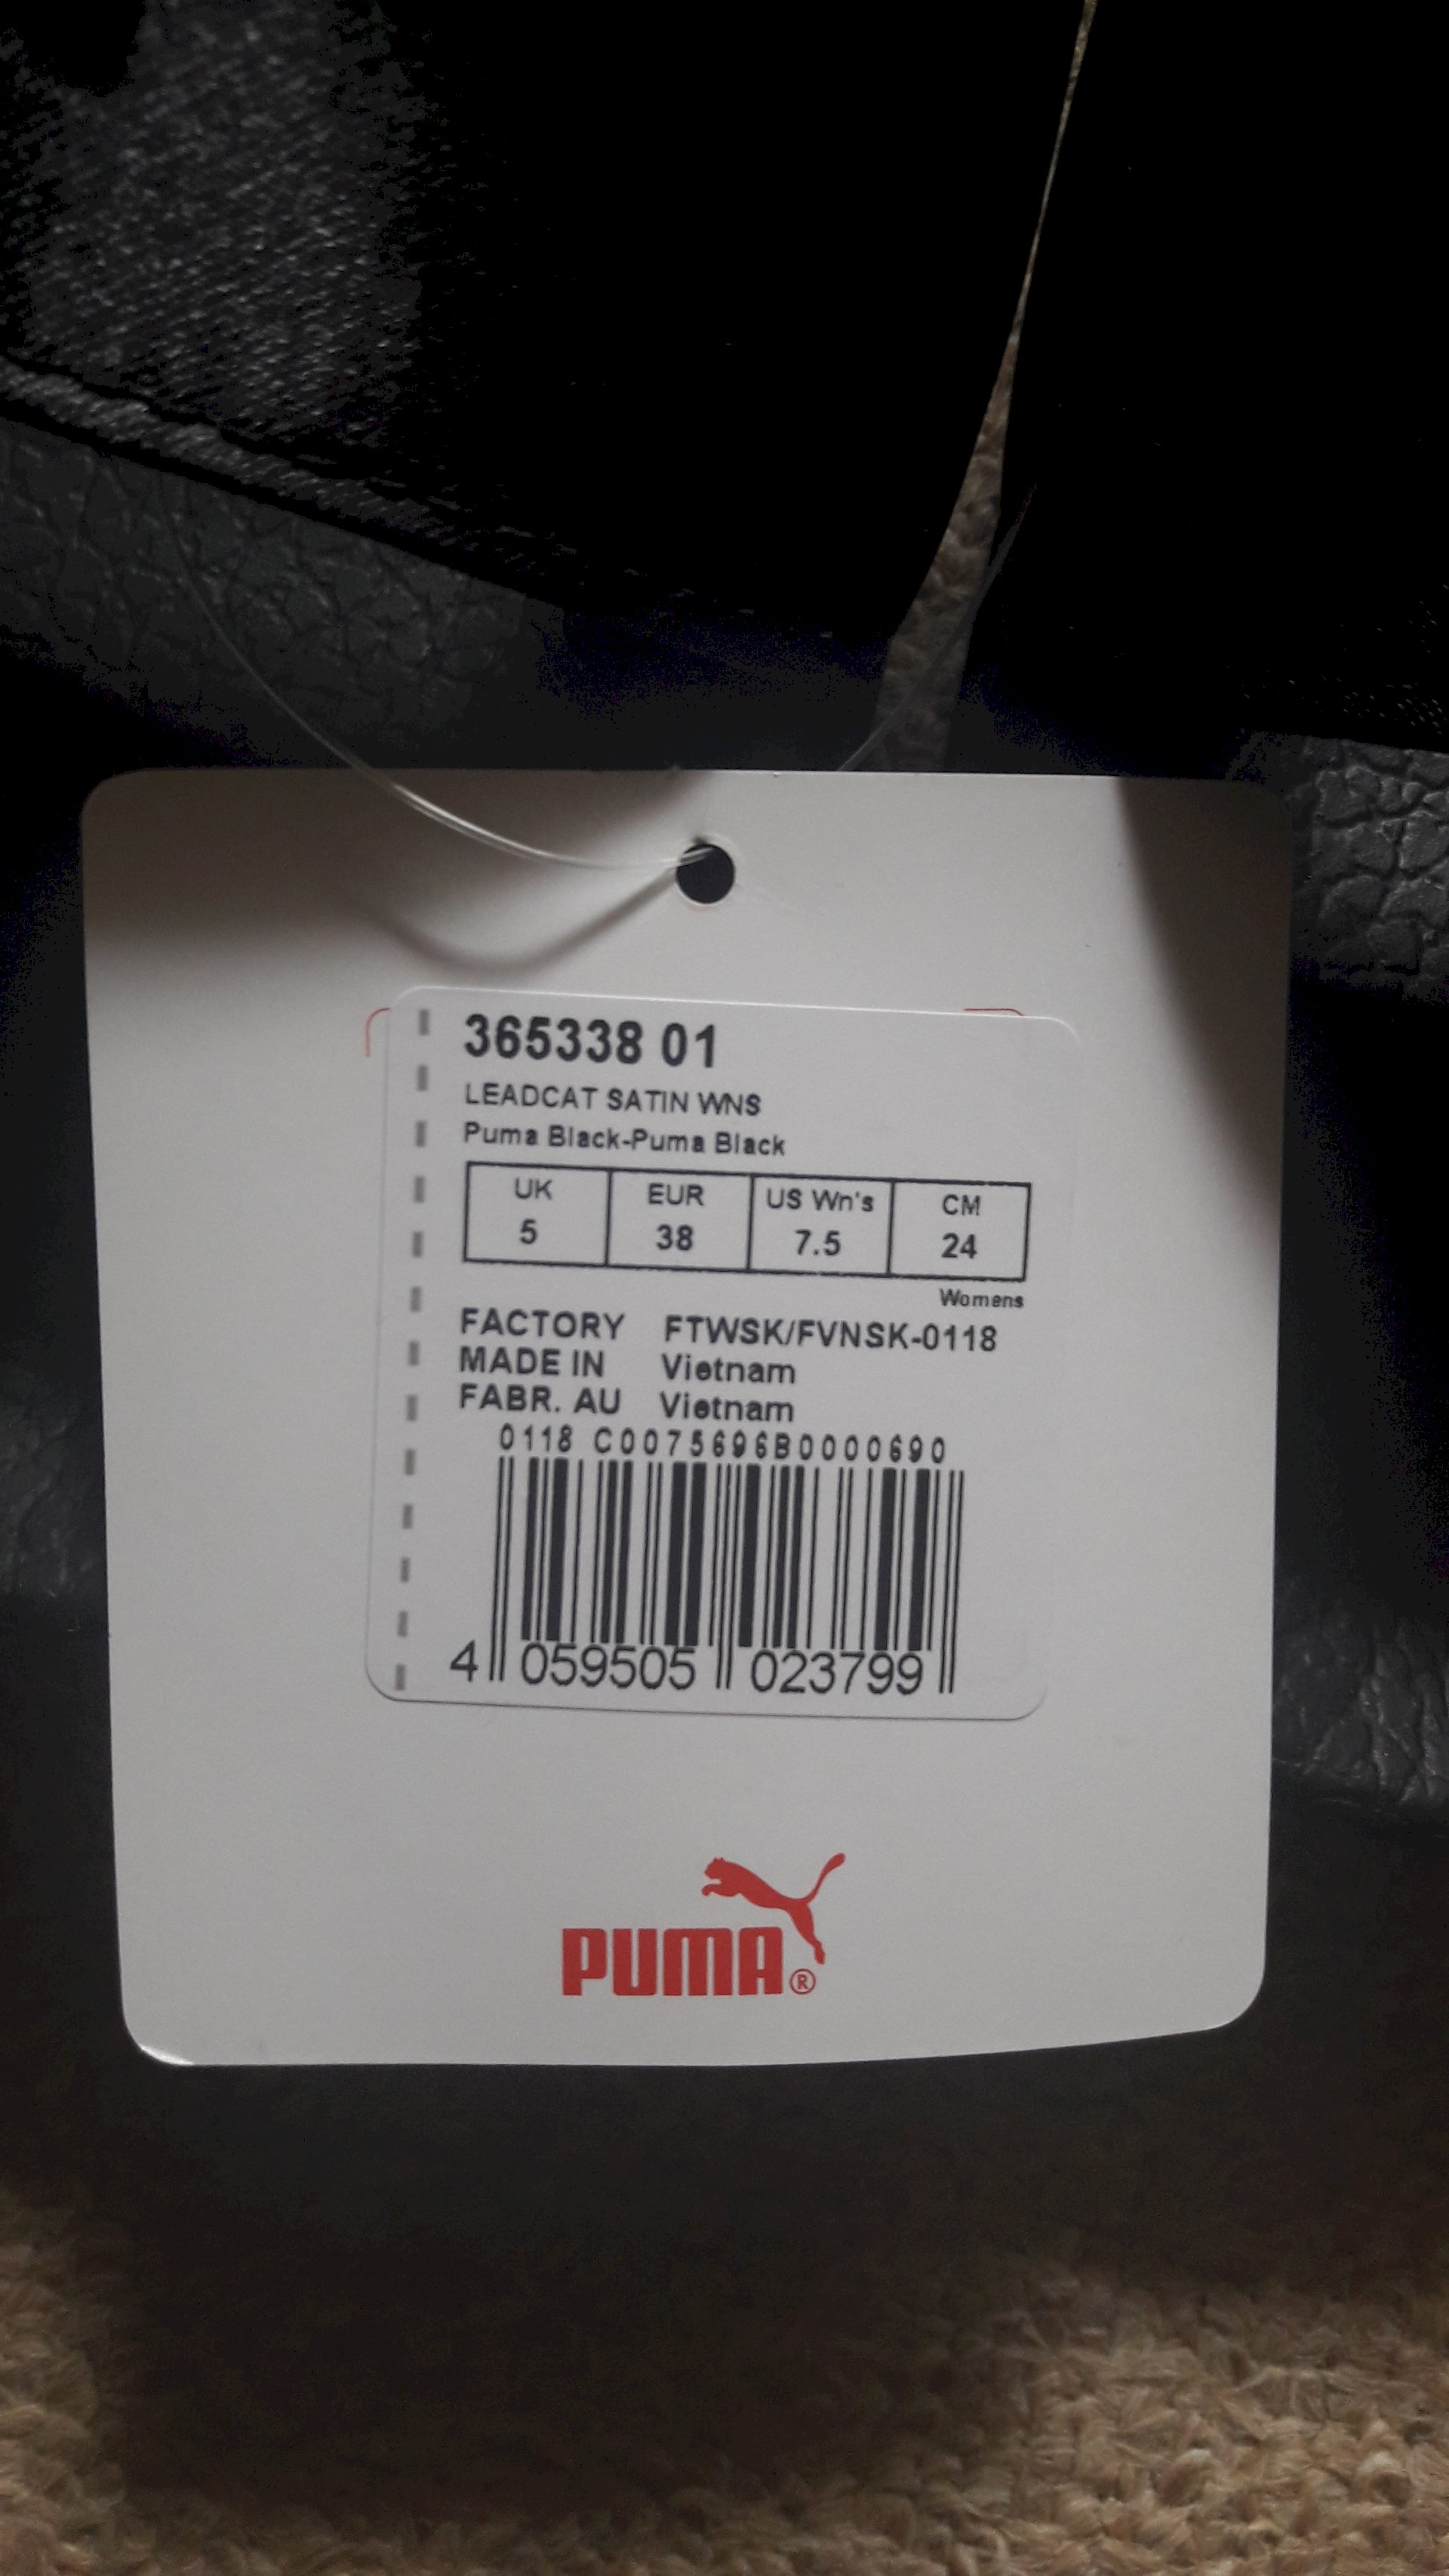 365338 01
LEADCAT SATIN WNS
Puma Black-Puma Black
UK EUR US Wn's CM
5 38 7.5 24
Womens
FACTORY FTWSK/FVNSK-0118
MADE IN Vietnam
FABR. AU Vietnam
0118 C0075696B0000690
4 059505 023799
PUMA®